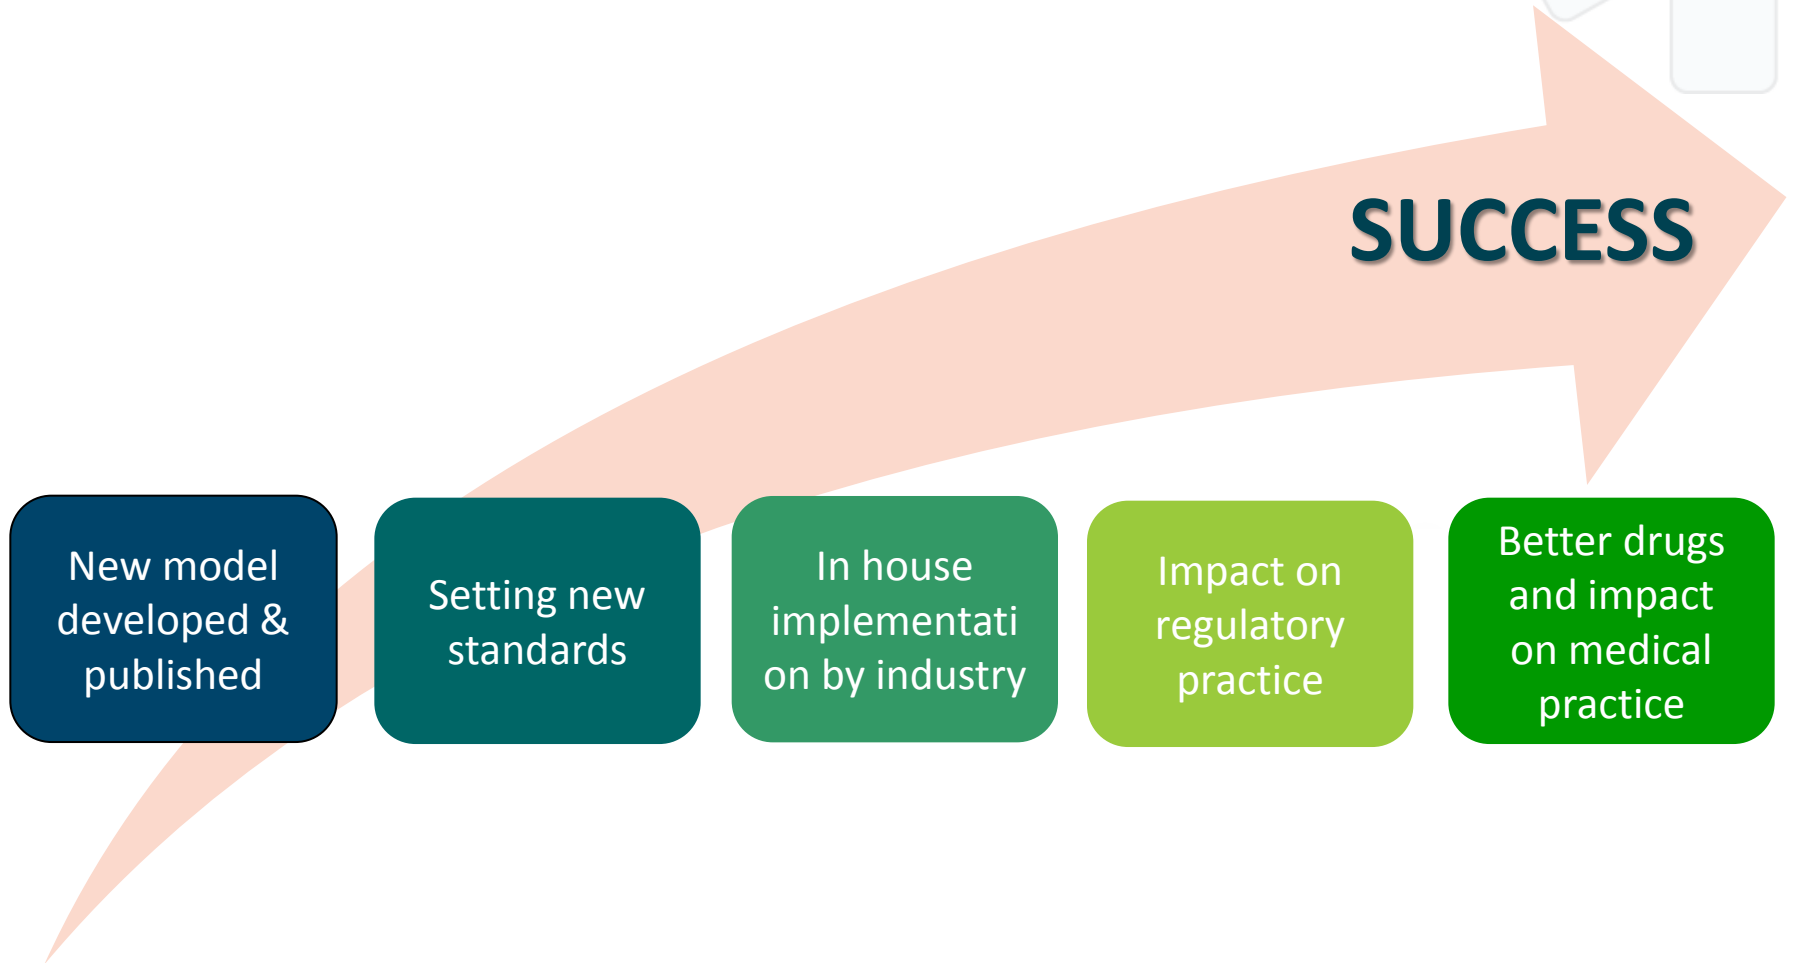 SUCCESS
New model
developed &
published
Setting new
standards
In house
implementati
on by industry
Impact on
regulatory
practice
Better drugs
and impact
on medical
practice